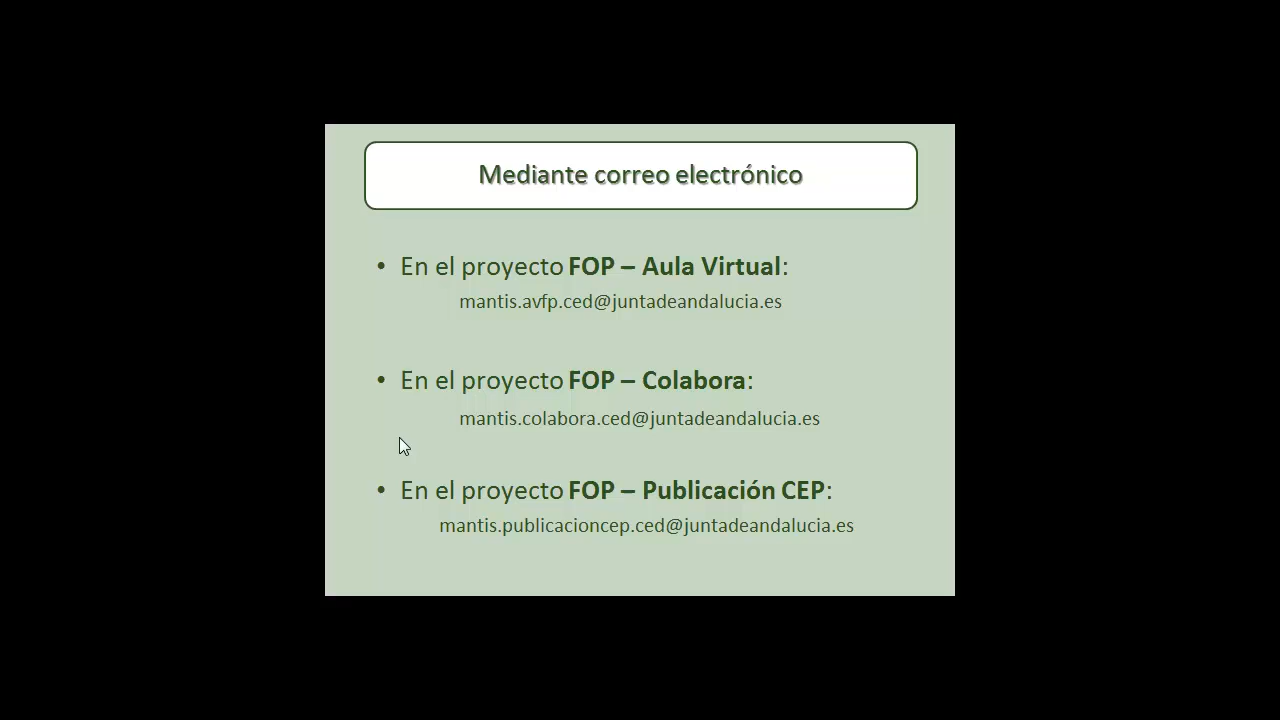 Mediante correo electrónico
• En el proyecto FOP – Aula Virtual:
mantis.avfp.ced@juntadeandalucia.es
• En el proyecto FOP – Colabora:
mantis.colabora.ced@juntadeandalucia.es
• En el proyecto FOP – Publicación CEP:
mantis.publicacioncep.ced@juntadeandalucia.es